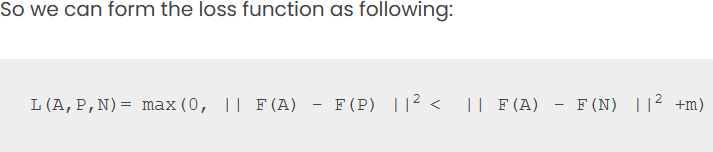 So we can form the loss function as following:
L(A,P,N)= max(0, || F(A) - F(P) ||² < || F(A) - F(N) ||² +m)